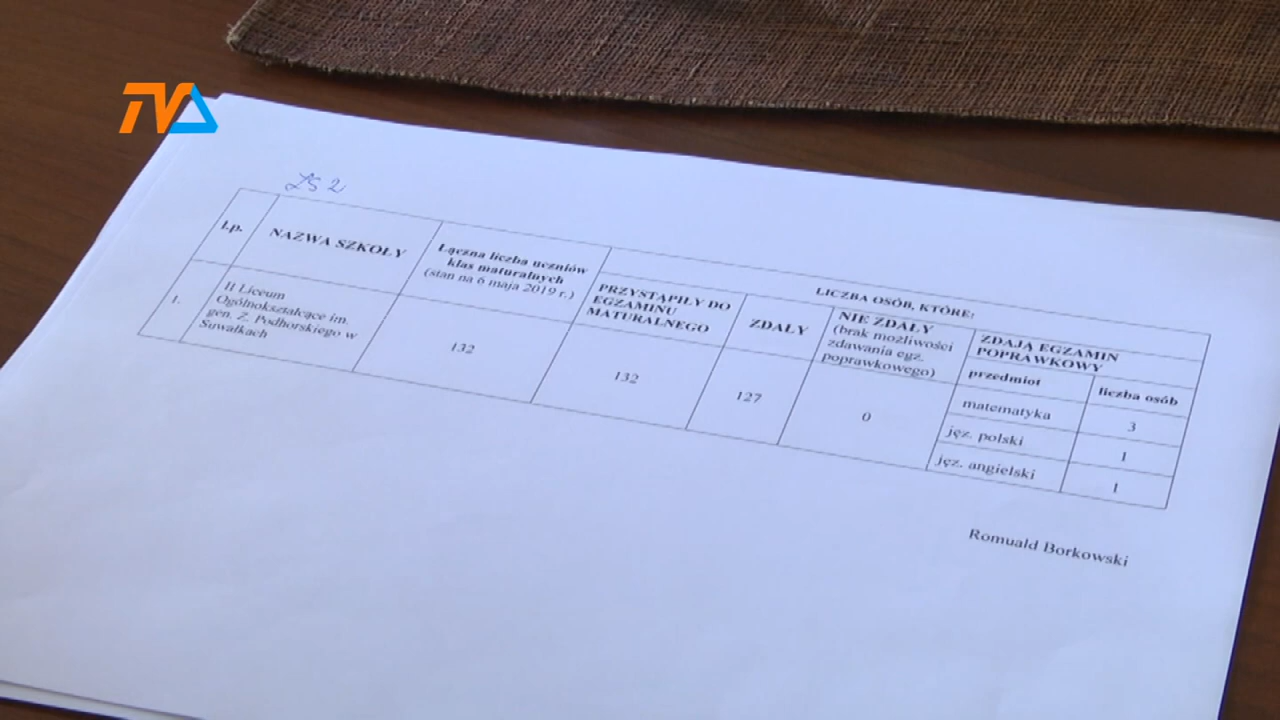 TVA
l.p.
NAZWA SZKOŁY
Łączna liczba uczniów
klas maturalnych
(stan na 6 maja 2019 r.)
LICZBA OSÓB, KTÓRE:
PRZYSTĄPIŁY DO
EGZAMINU
MATURALNEGO
ZDAŁY
NIE ZDAŁY
(brak możliwości
zdawania egz.
poprawkowego)
ZDAJĄ EGZAMIN
POPRAWKOWY
przedmiot
liczba osób
1.
II Liceum
Ogólnokształcące im.
gen. Z. Podhorskiego w
Suwałkach
132
132
127
0
matematyka
3
jęz. polski
1
jęz. angielski
1
Romuald Borkowski